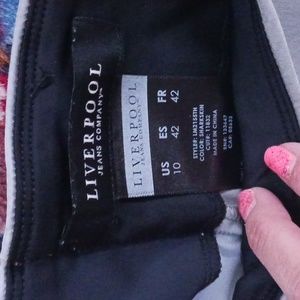 LIVERPOOL
JEANS COMPANY
LIVERPOOL
JEANS COMPANY
US ES FR
10 42 42
COLOR: SHARKSKIN
MADE IN CHINA